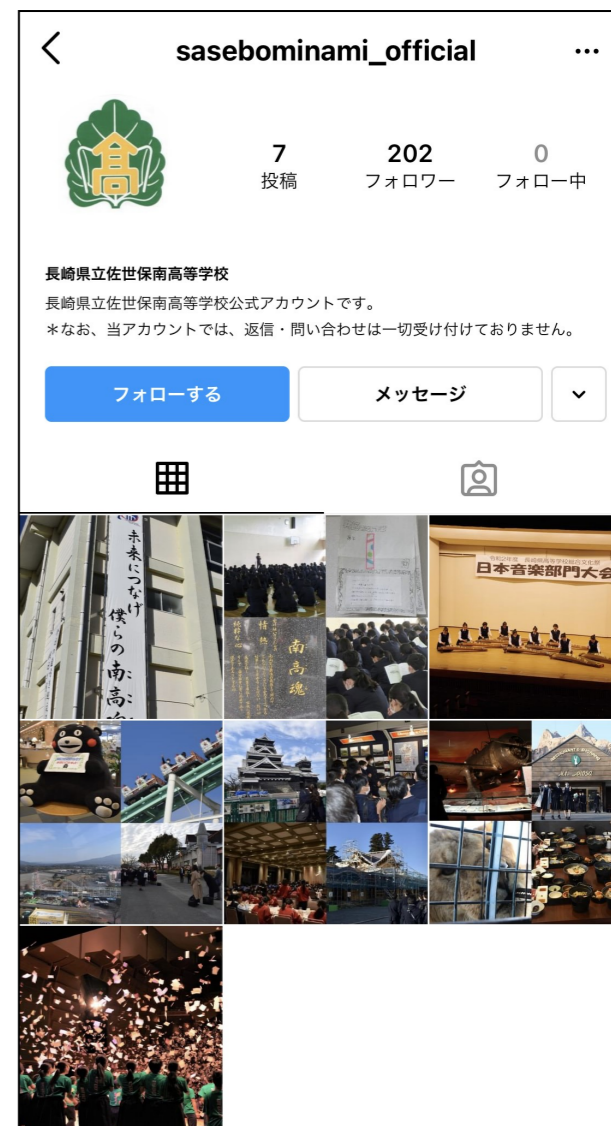 sasebominami_official
高
7
202
0
投稿
フォロワー
フォロー中
長崎県立佐世保南高等学校
長崎県立佐世保南高等学校公式アカウントです。
＊なお、当アカウントでは、返信・問い合わせは一切受け付けておりません。
フォローする
メッセージ
未来につなげ
僕らの南高
南高魂
日本音楽部門大会